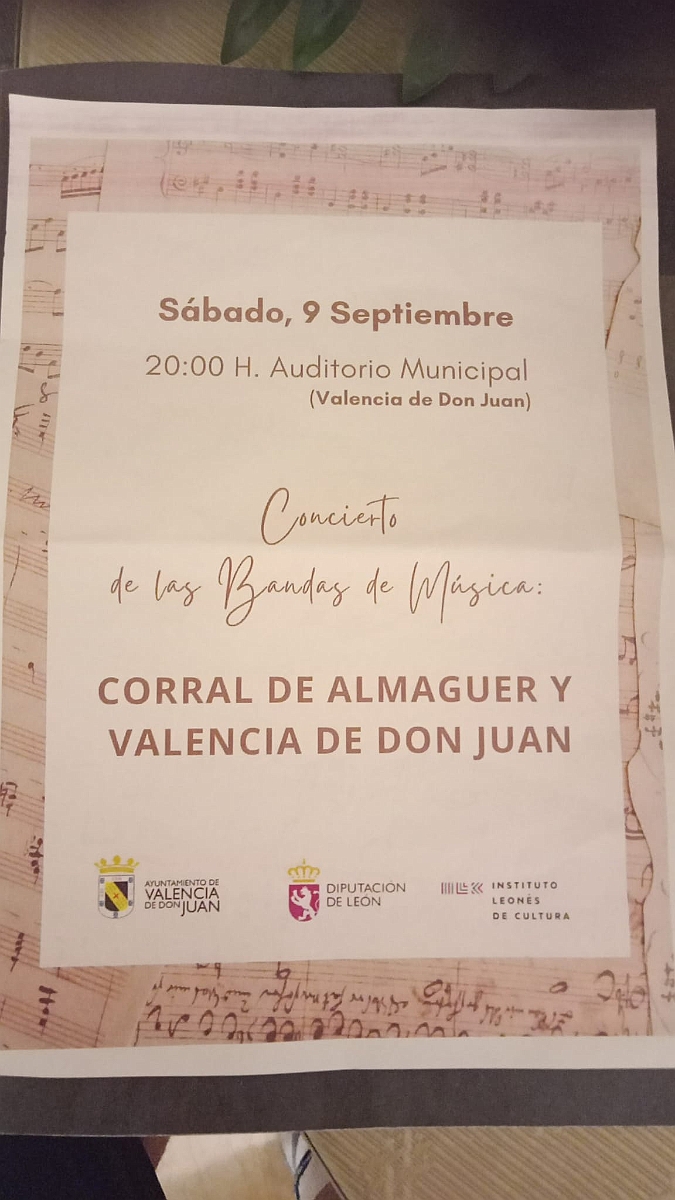 Sábado, 9 Septiembre
20:00 H. Auditorio Municipal
(Valencia de Don Juan)
Concierto
de las Bandas de Música:
CORRAL DE ALMAGUER Y
VALENCIA DE DON JUAN
AYUNTAMIENTO DE
VALENCIA
DE DON JUAN
DIPUTACIÓN
DE LEÓN
INSTITUTO
LEONÉS
DE CULTURA